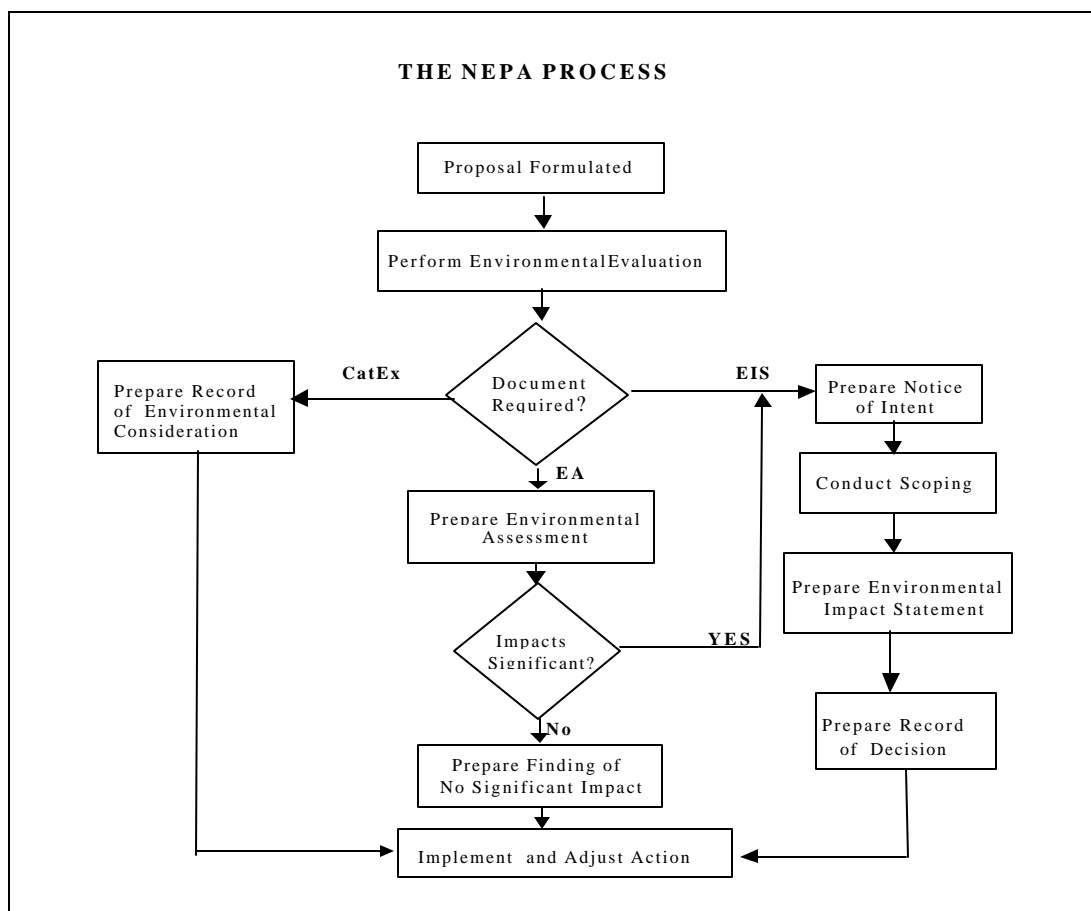 THE NEPA PROCESS
Proposal Formulated
Perform Environmental Evaluation
Document
Required?
CatEx
EIS
EA
Prepare Record
of Environmental
Consideration
Prepare Notice
of Intent
Conduct Scoping
Prepare Environmental
Impact Statement
Prepare Record
of Decision
Prepare Environmental
Assessment
Impacts
Significant?
YES
No
Prepare Finding of
No Significant Impact
Implement and Adjust Action